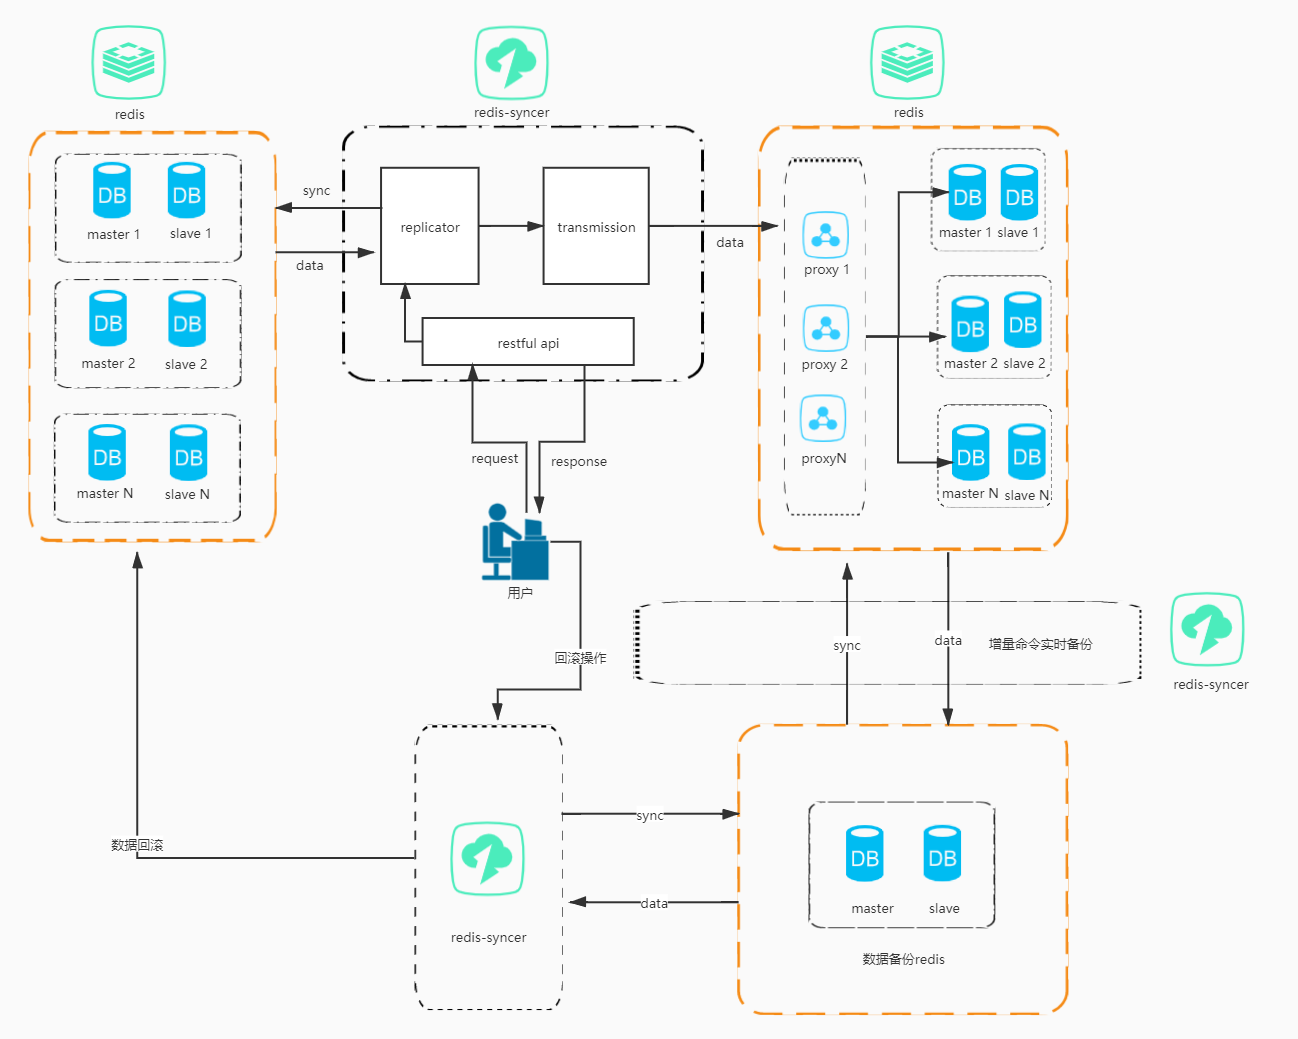 redis
redis-syncer
redis
DB
DB
master 1
slave 1
DB
DB
master 2
slave 2
DB
DB
master N
slave N
sync
data
replicator
transmission
restful api
data
proxy 1
proxy 2
proxyN
DB
DB
master 1
slave 1
DB
DB
master 2
slave 2
DB
DB
master N
slave N
request
response
用户
回滚操作
sync
data
增量命令实时备份
redis-syncer
数据回滚
redis-syncer
sync
data
DB
DB
master
slave
数据备份redis